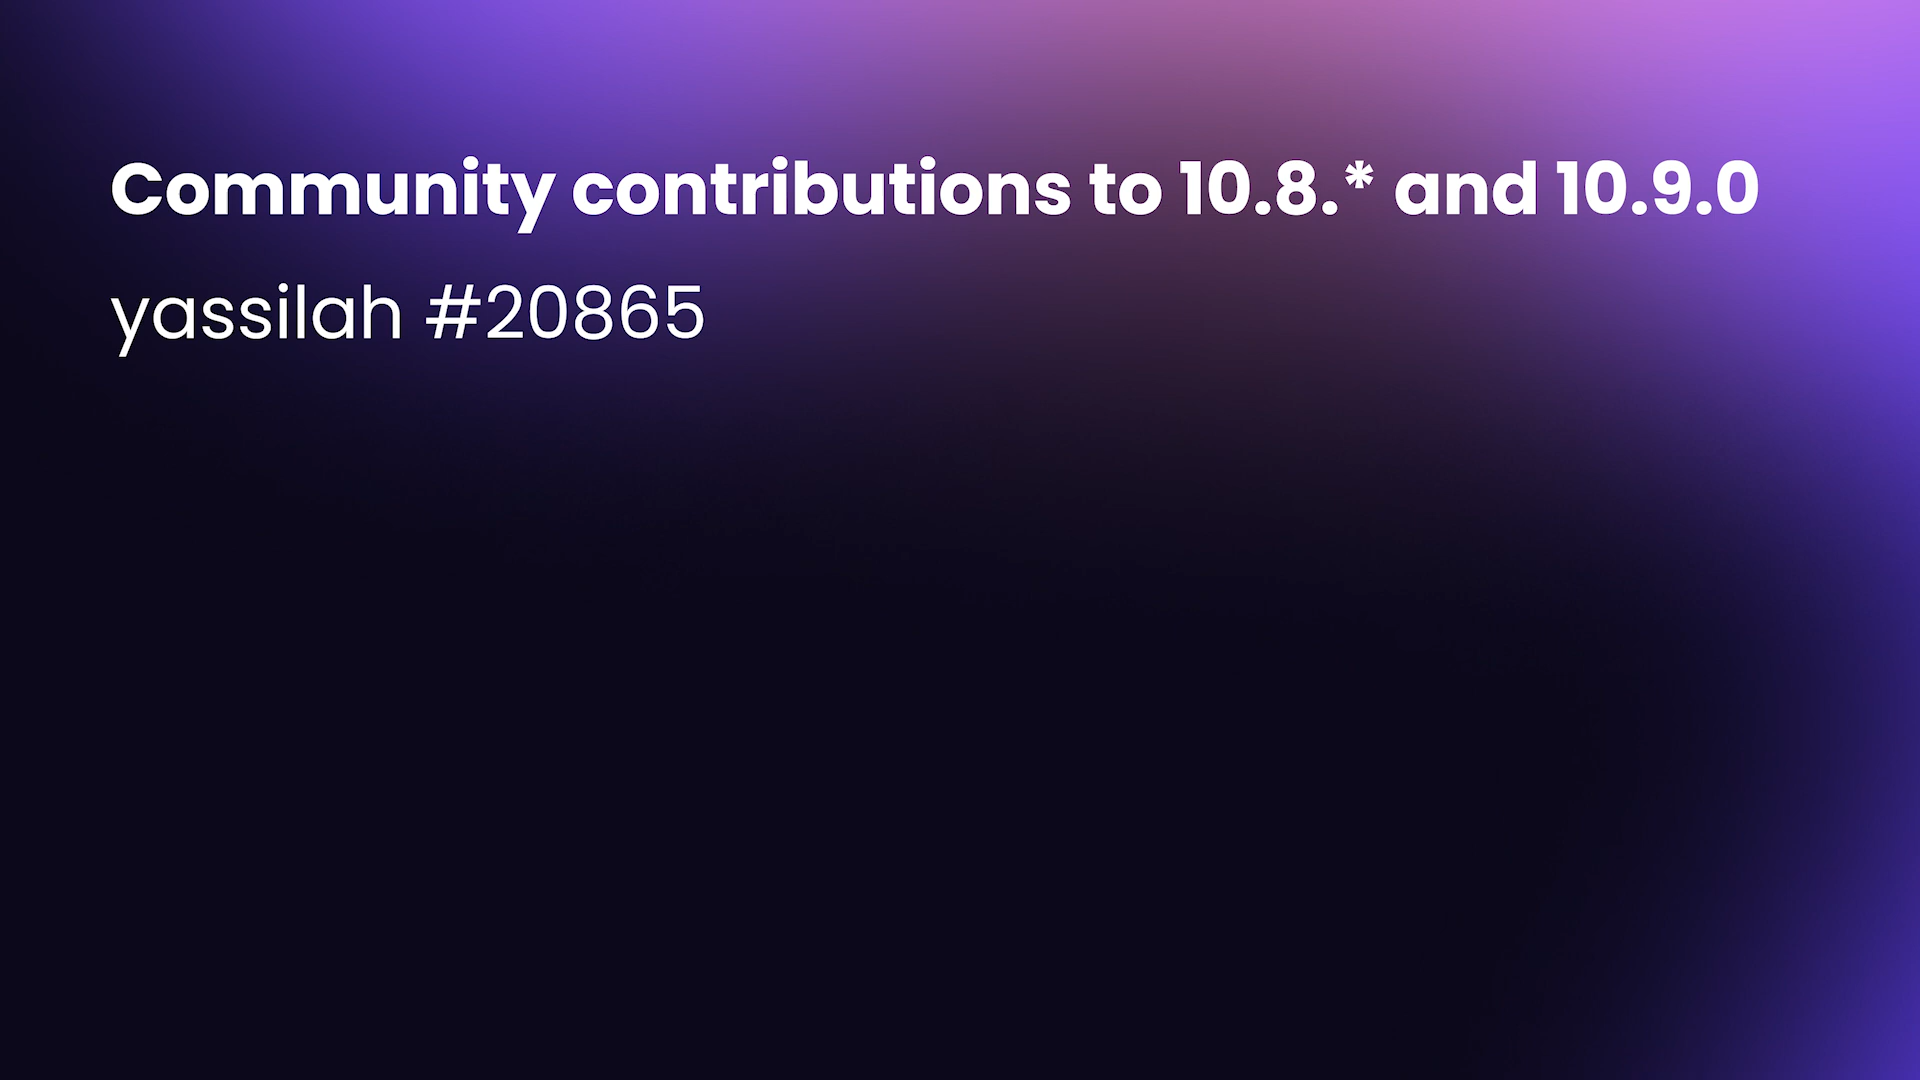 Community contributions to 10.8.* and 10.9.0
yassilah #20865